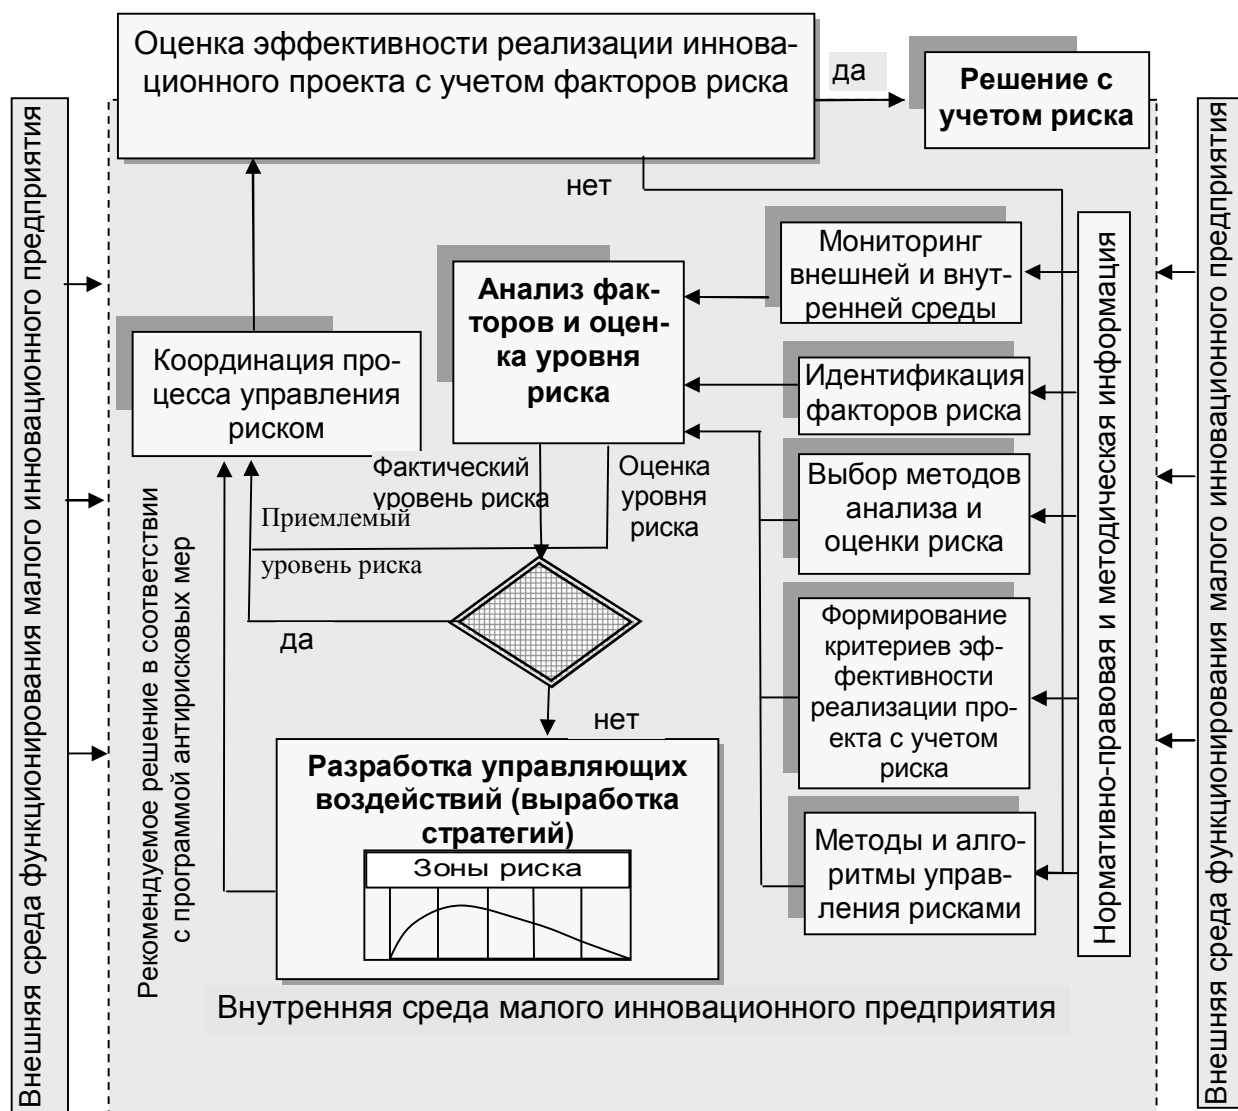 Оценка эффективности реализации иннова-
ционного проекта с учетом факторов риска
да
Решение с
учетом риска
нет
Внешняя среда функционирования малого инновационного предприятия
Мониторинг
внешней и внут-
ренней среды
Анализ фак-
торов и оцен-
ка уровня
риска
Координация про-
цесса управления
риском
Идентификация
факторов риска
Выбор методов
анализа и
оценки риска
Формирование
критериев эф-
фективности
реализации про-
екта с учетом
риска
Методы и алго-
ритмы управ-
ления рисками
Нормативно-правовая и методическая информация
Внешняя среда функционирования малого инновационного предприятия
Фактический
уровень риска
Оценка
уровня
риска
Приемлемый
уровень риска
да
нет
Рекомендуемое решение в соответствии
с программой антирисковых мер
Разработка управляющих
воздействий (выработка
стратегий)
Зоны риска
Внутренняя среда малого инновационного предприятия